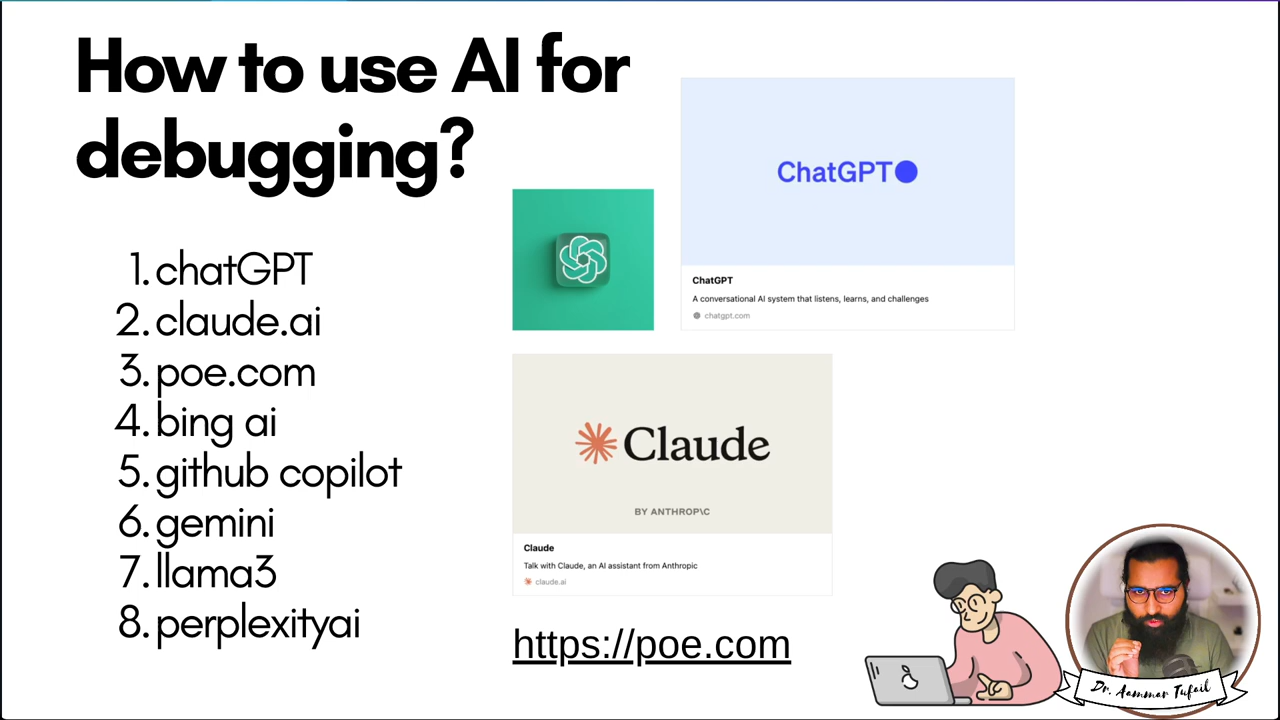 How to use AI for
debugging?
1. chatGPT
2. claude.ai
3. poe.com
4. bing ai
5. github copilot
6. gemini
7. llama3
8. perplexityai
ChatGPT
ChatGPT
A conversational AI system that listens, learns, and challenges
chatgpt.com
Claude
BY ANTHROP\C
Claude
Talk with Claude, an AI assistant from Anthropic
claude.ai
https://poe.com
Dr. Aammar Tufail